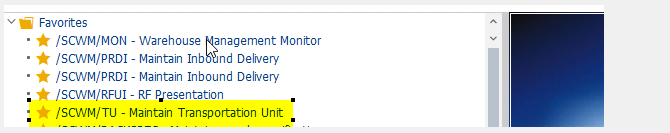 Favorites
/SCWM/MON - Warehouse Management Monitor
/SCWM/PRDI - Maintain Inbound Delivery
/SCWM/PRDI - Maintain Inbound Delivery
/SCWM/RFUI - RF Presentation
/SCWM/TU - Maintain Transportation Unit